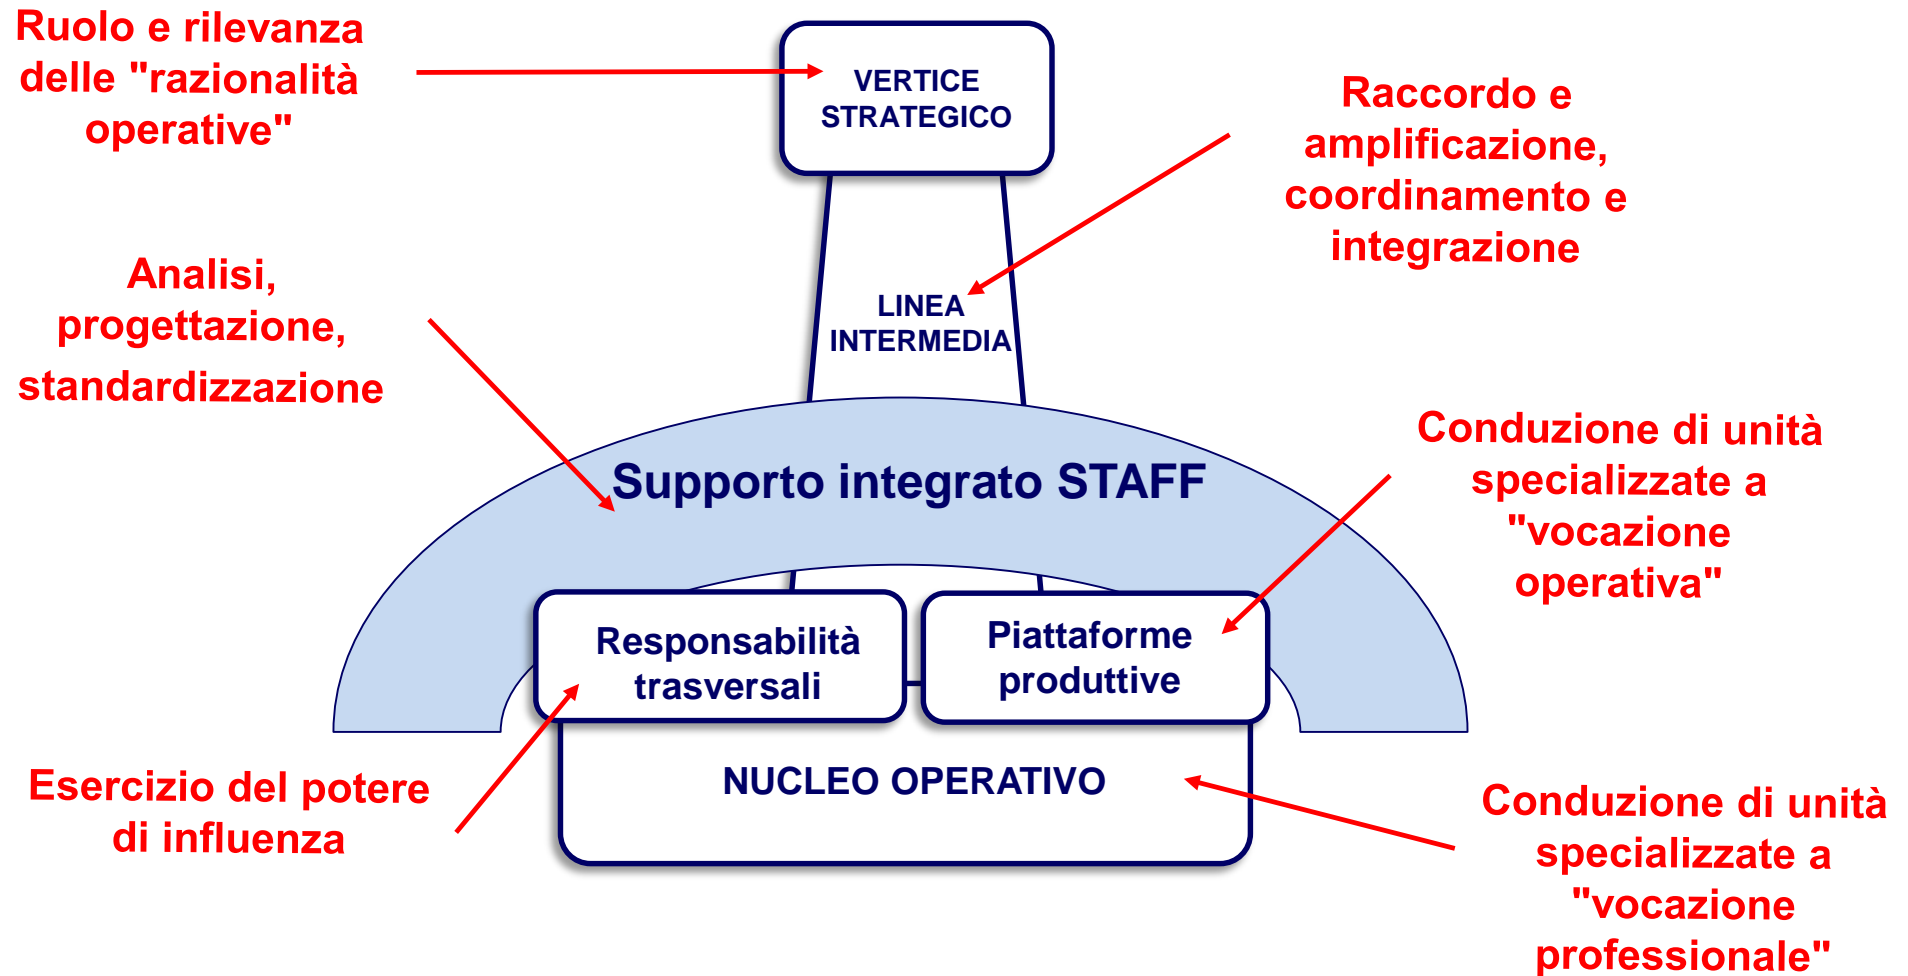 Ruolo e rilevanza
delle "razionalità
operative"
VERTICE
STRATEGICO
Raccordo e
amplificazione,
coordinamento e
integrazione
Analisi,
progettazione,
standardizzazione
LINEA
INTERMEDIA
Supporto integrato STAFF
Conduzione di unità
specializzate a
"vocazione
operativa"
Responsabilità
trasversali
Piattaforme
produttive
Esercizio del potere
di influenza
NUCLEO OPERATIVO
Conduzione di unità
specializzate a
"vocazione
professionale"